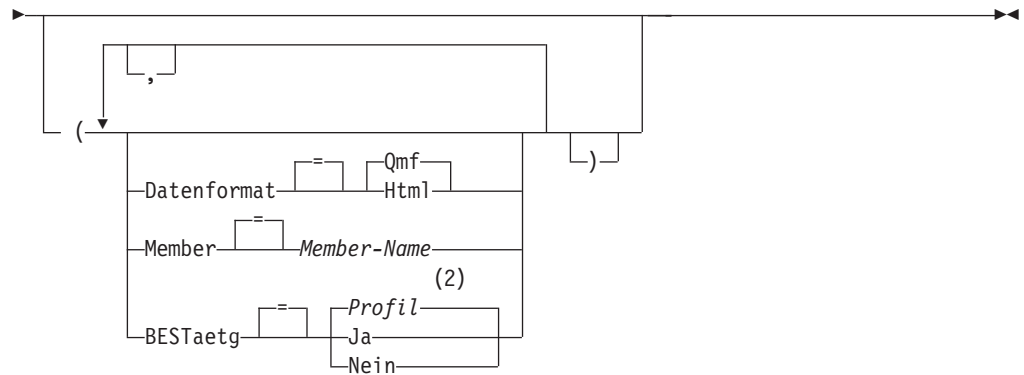 ,
(
)
= Qmf
Datenformat Html
=
Member Member-Name
(2)
= Profil
BESTaetg Ja
Nein